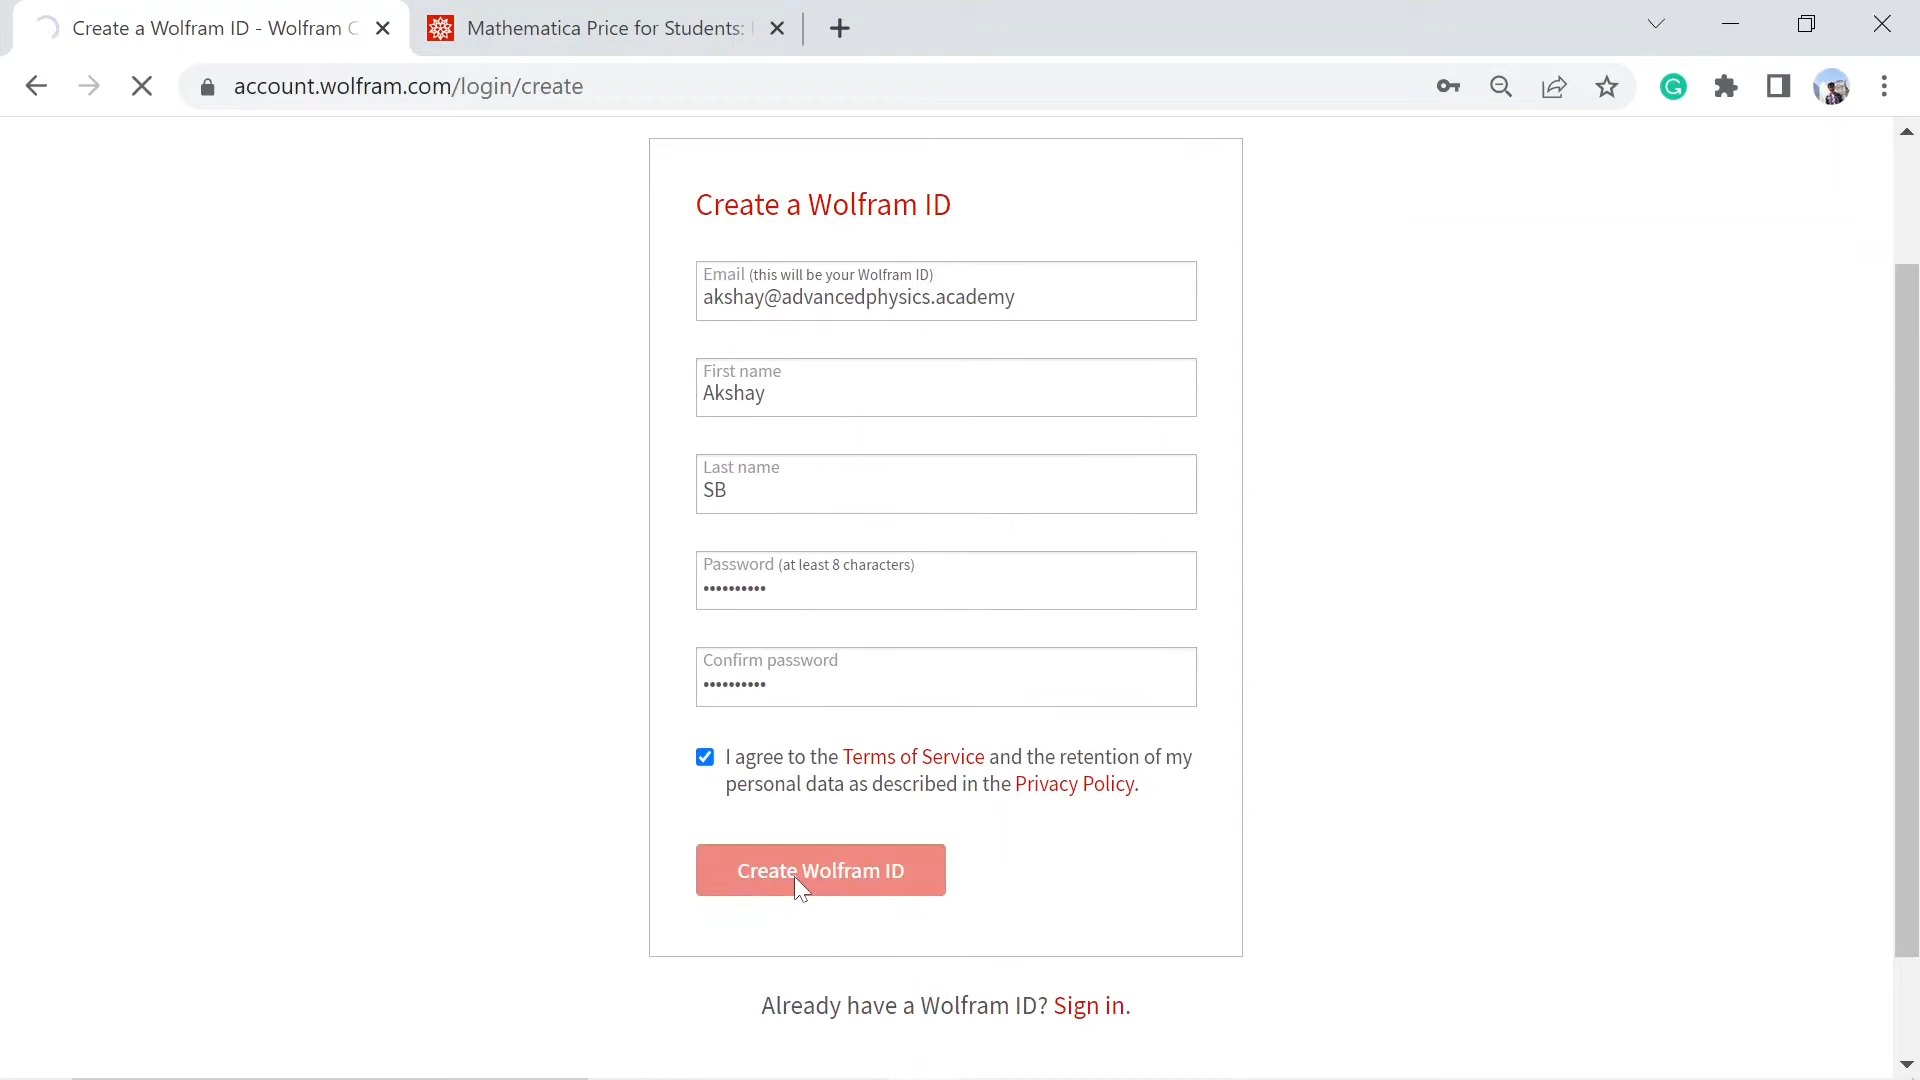 Create a Wolfram ID - Wolfram C
Mathematica Price for Students:
account.wolfram.com/login/create
Create a Wolfram ID
Email (this will be your Wolfram ID)
akshay@advancedphysics.academy
First name
Akshay
Last name
SB
Password (at least 8 characters)
••••••••••
Confirm password
••••••••••
I agree to the Terms of Service and the retention of my
personal data as described in the Privacy Policy.
Create Wolfram ID
Already have a Wolfram ID? Sign in.